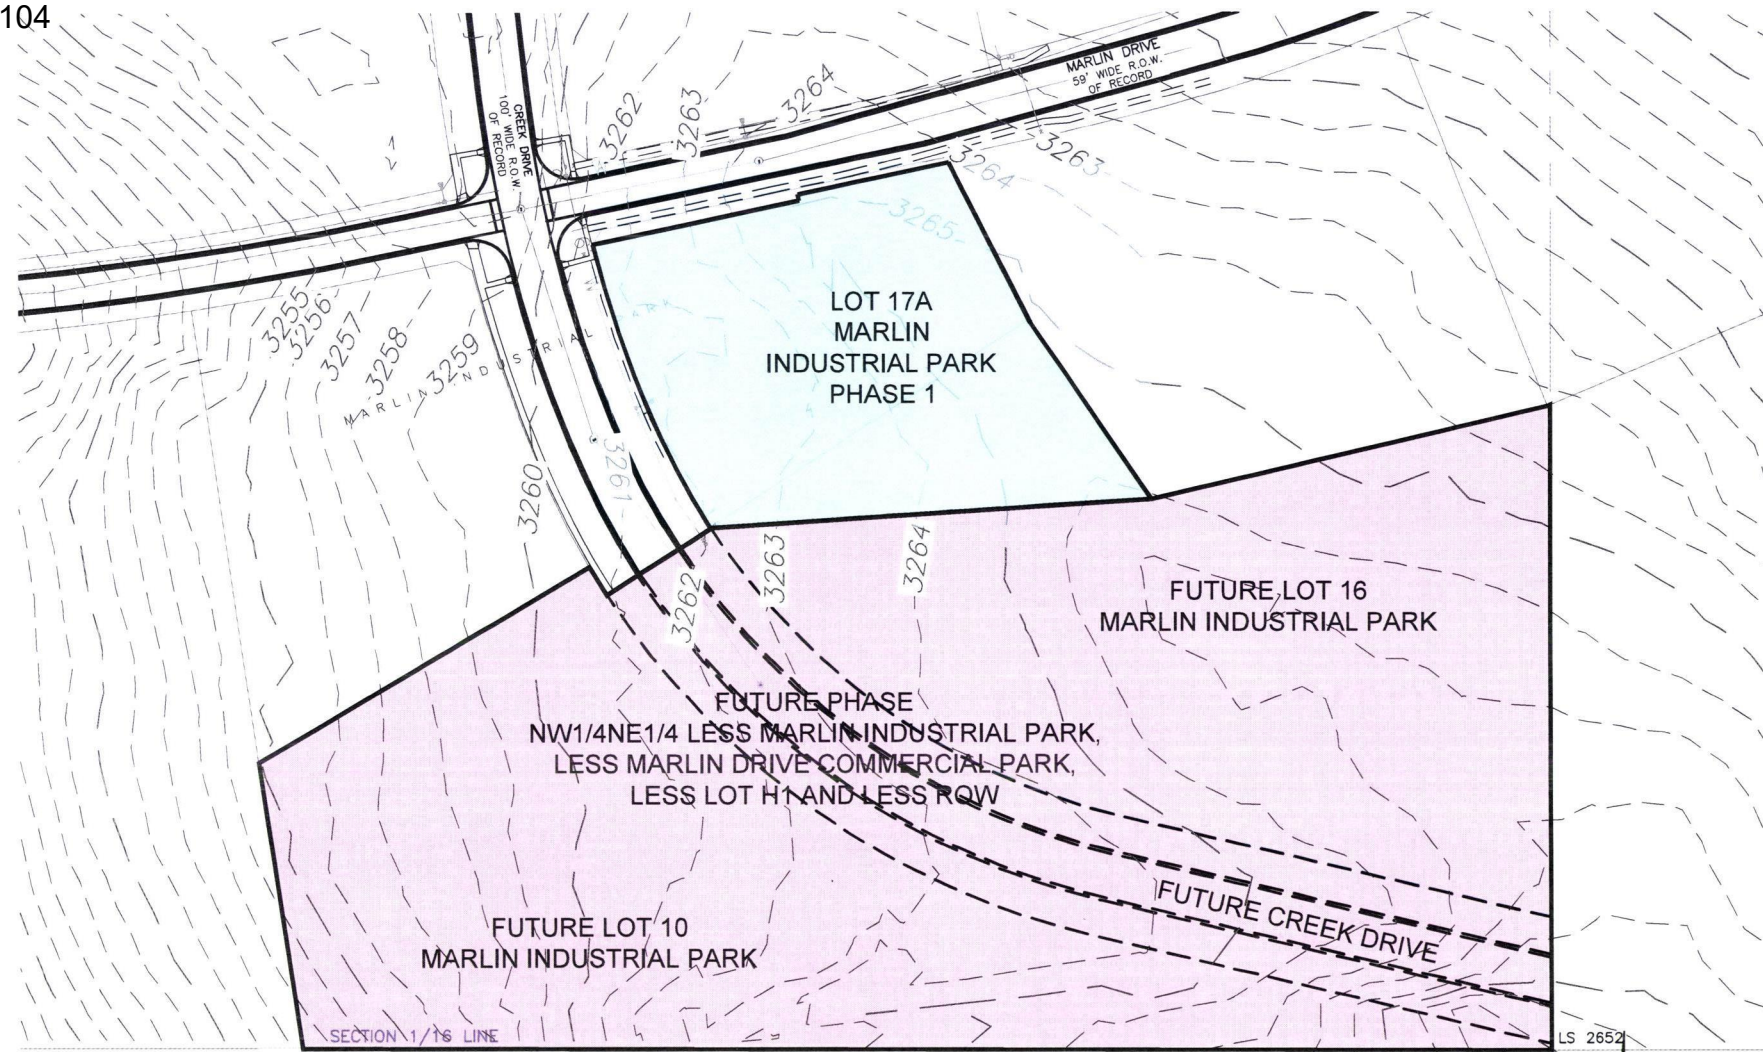 104
MARLIN DRIVE
59' WIDE R.O.W.
OF RECORD
CREEK DRIVE
100' WIDE R.O.W.
OF RECORD
3262
3263
3264
3263
3264
3265
3255
3256
3257
3258
3259
MARLIN INDUSTRIAL PARK
LOT 17A
MARLIN
INDUSTRIAL PARK
PHASE 1
3260
3261
3262
3263
3264
FUTURE LOT 16
MARLIN INDUSTRIAL PARK
FUTURE PHASE
NW1/4NE1/4 LESS MARLIN INDUSTRIAL PARK,
LESS MARLIN DRIVE COMMERCIAL PARK,
LESS LOT H1 AND LESS ROW
FUTURE CREEK DRIVE
FUTURE LOT 10
MARLIN INDUSTRIAL PARK
SECTION 1/16 LINE
LS 2652